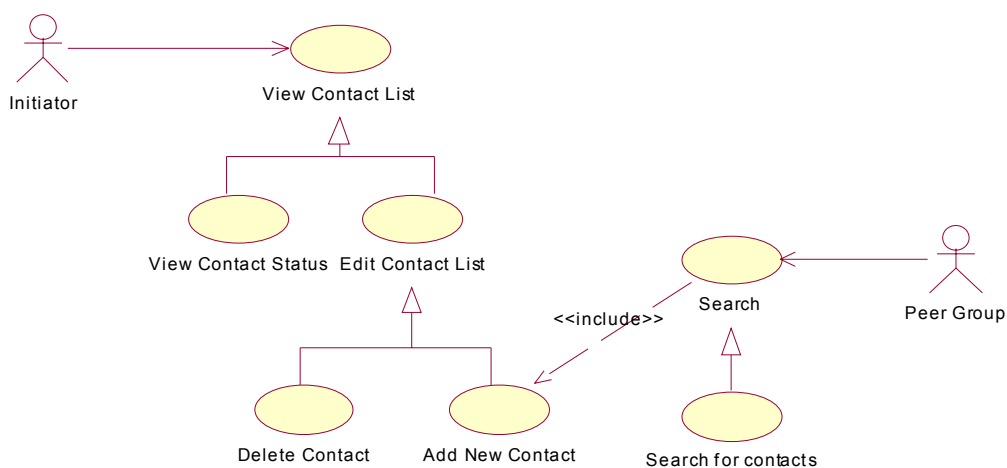 View Contact List
Initiator
View Contact Status
Edit Contact List
Search
Peer Group
<<include>>
Delete Contact
Add New Contact
Search for contacts